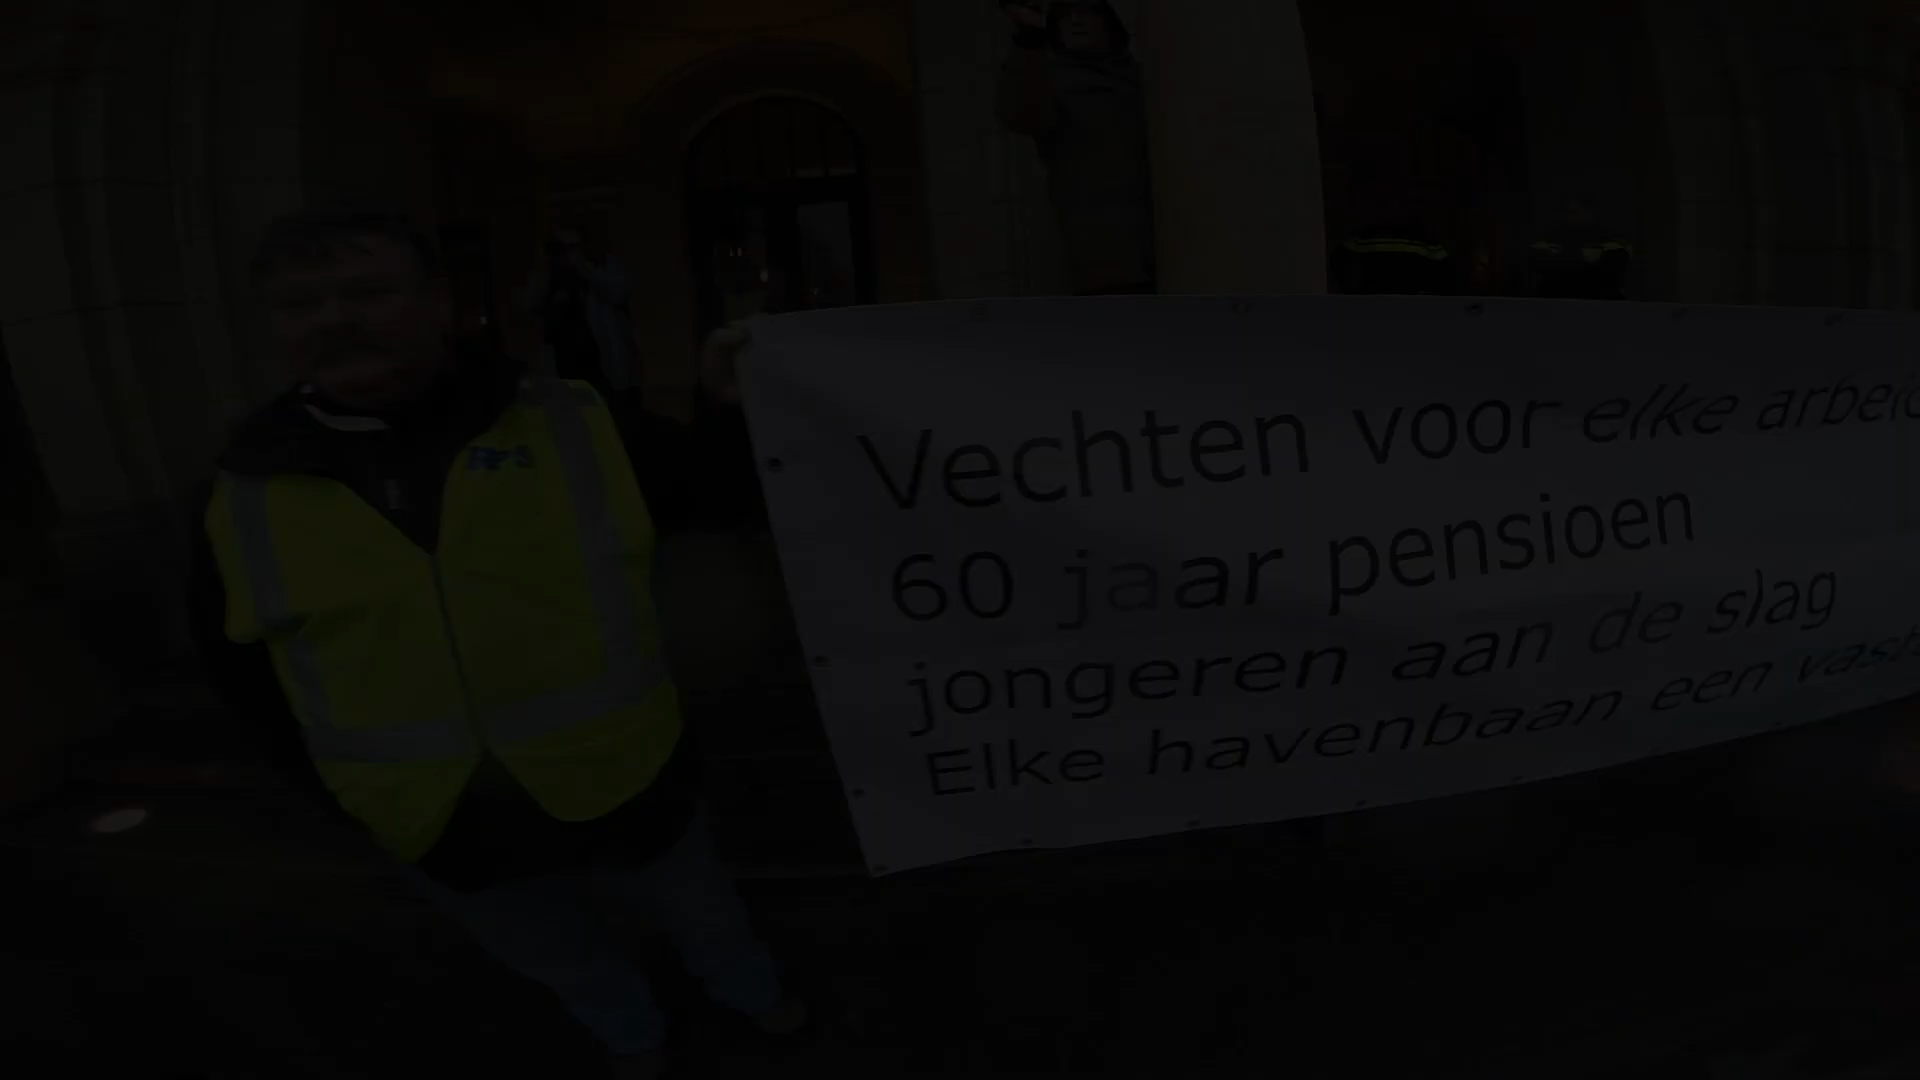 Vechten voor elke arbeid
60 jaar pensioen
jongeren aan de slag
Elke havenbaan een vast